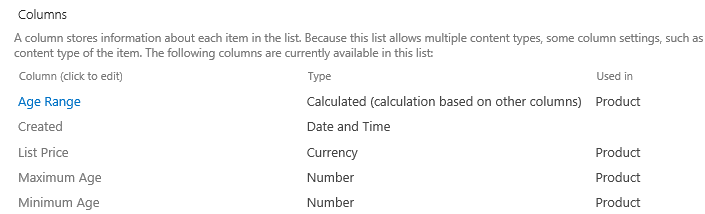 Columns
A column stores information about each item in the list. Because this list allows multiple content types, some column settings, such as
content type of the item. The following columns are currently available in this list:
Column (click to edit) Type Used in
Age Range Calculated (calculation based on other columns) Product
Created Date and Time
List Price Currency Product
Maximum Age Number Product
Minimum Age Number Product